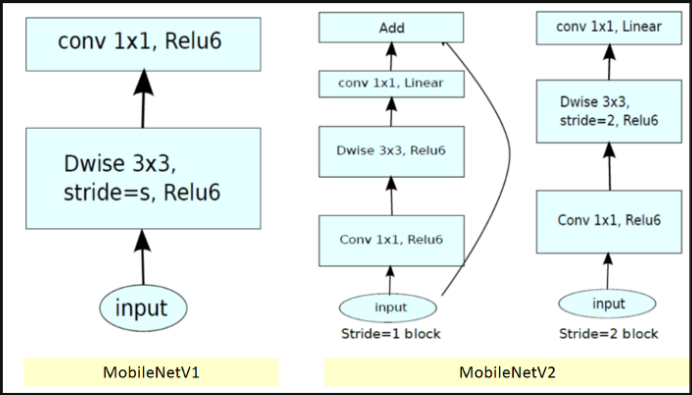 conv 1x1, Relu6
Dwise 3x3,
stride=s, Relu6
input
MobileNetV1
Add
conv 1x1, Linear
Dwise 3x3, Relu6
Conv 1x1, Relu6
input
Stride=1 block
conv 1x1, Linear
Dwise 3x3,
stride=2, Relu6
Conv 1x1, Relu6
input
Stride=2 block
MobileNetV2